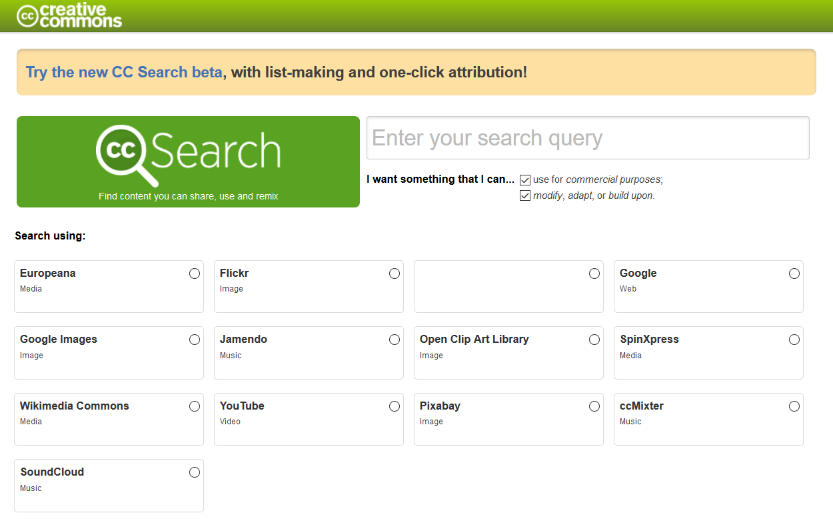 cc creative commons
Try the new CC Search beta, with list-making and one-click attribution!
cc Search
Find content you can share, use and remix
Enter your search query
I want something that I can... use for commercial purposes;
modify, adapt, or build upon.
Search using:
Europeana
Media
Flickr
Image
Google
Web
Google Images
Image
Jamendo
Music
Open Clip Art Library
Image
SpinXpress
Media
Wikimedia Commons
Media
YouTube
Video
Pixabay
Image
ccMixter
Music
SoundCloud
Music